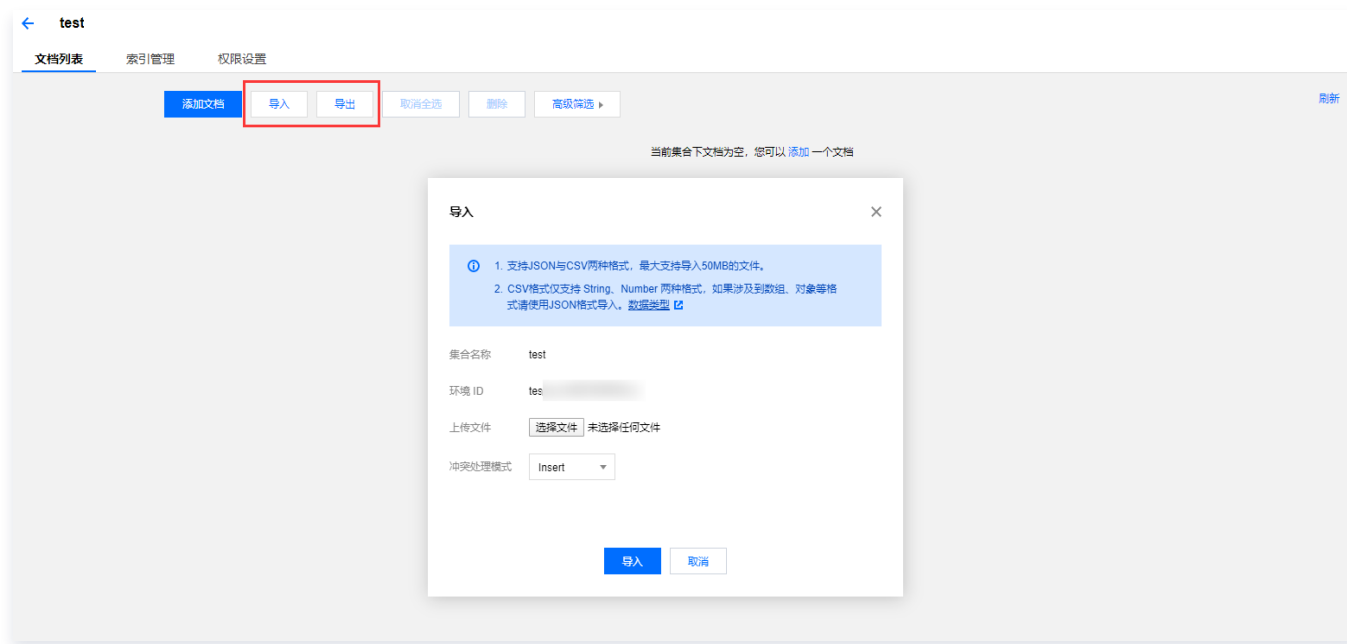 test
文档列表 索引管理 权限设置
添加文档 导入 导出 取消全选 删除 高级筛选 刷新
当前集合下文档为空，您可以 添加 一个文档
导入
1. 支持JSON与CSV两种格式，最大支持导入50MB的文件。
2. CSV格式仅支持 String、Number 两种格式，如果涉及到数组、对象等格
式请使用JSON格式导入。数据类型
集合名称 test
环境 ID tes
上传文件 选择文件 未选择任何文件
冲突处理模式 Insert
导入 取消